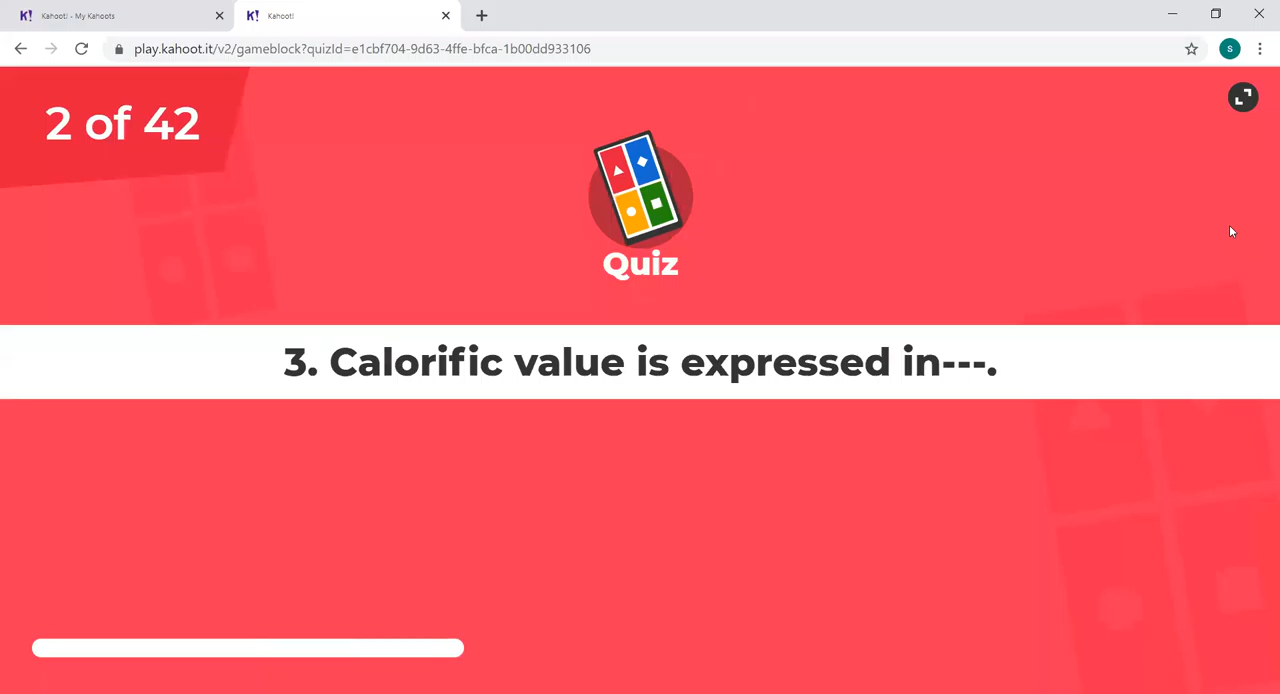 K! Kahoot! - My Kahoots
K! Kahoot!
play.kahoot.it/v2/gameblock?quizId=e1cbf704-9d63-4ffe-bfca-1b00dd933106
S
2 of 42
Quiz
3. Calorific value is expressed in---.